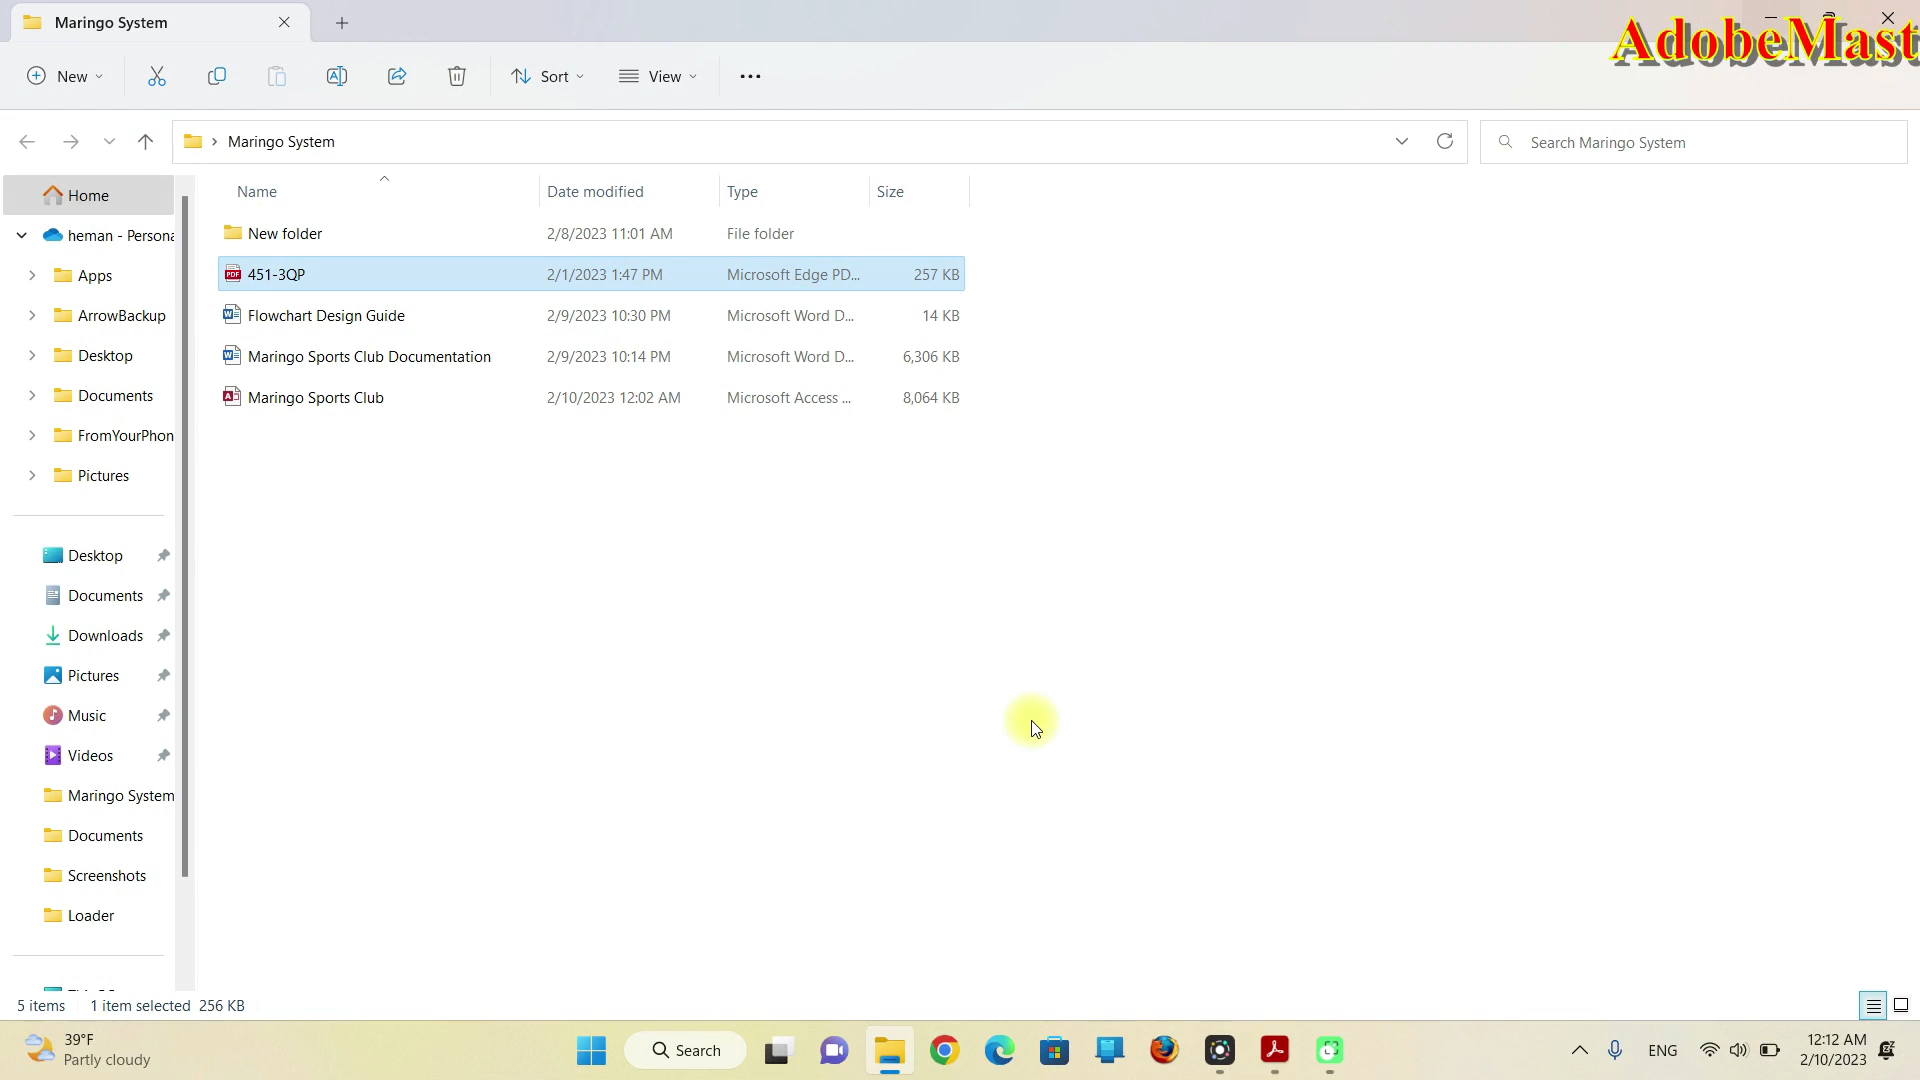 Maringo System
AdobeMast
New
Sort
View
Maringo System
Search Maringo System
Home
heman - Persona
Apps
ArrowBackup
Desktop
Documents
FromYourPhon
Pictures
Desktop
Documents
Downloads
Pictures
Music
Videos
Maringo System
Documents
Screenshots
Loader
Name Date modified Type Size
New folder 2/8/2023 11:01 AM File folder
451-3QP 2/1/2023 1:47 PM Microsoft Edge PD... 257 KB
Flowchart Design Guide 2/9/2023 10:30 PM Microsoft Word D... 14 KB
Maringo Sports Club Documentation 2/9/2023 10:14 PM Microsoft Word D... 6,306 KB
Maringo Sports Club 2/10/2023 12:02 AM Microsoft Access ... 8,064 KB
5 items 1 item selected 256 KB
39°F
Partly cloudy
Search
ENG
12:12 AM
2/10/2023